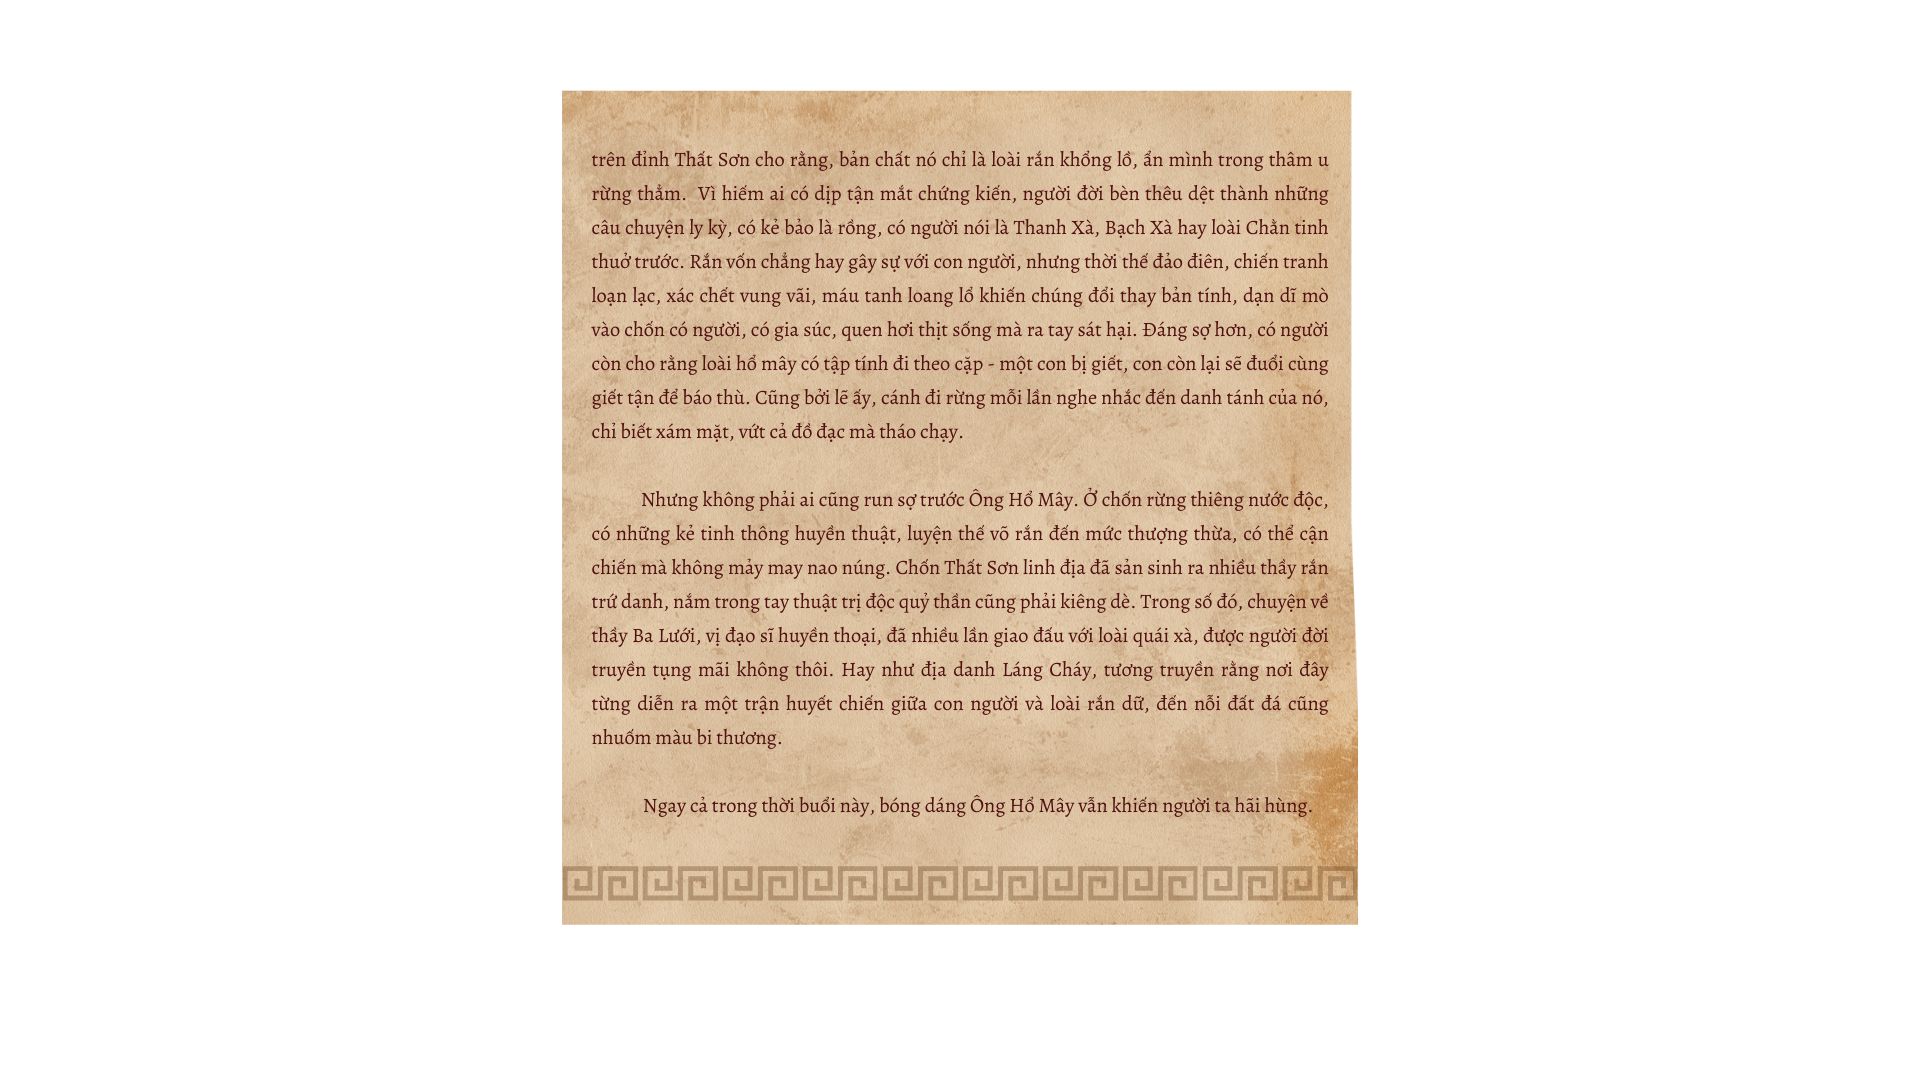 trên đỉnh Thất Sơn cho rằng, bản chất nó chỉ là loài rắn khổng lồ, ẩn mình trong thâm u
rừng thẳm.  Vì hiếm ai có dịp tận mắt chứng kiến, người đời bèn thêu dệt thành những
câu chuyện ly kỳ, có kẻ bảo là rồng, có người nói là Thanh Xà, Bạch Xà hay loài Chằn tinh
thuở trước. Rắn vốn chẳng hay gây sự với con người, nhưng thời thế đảo điên, chiến tranh
loạn lạc, xác chết vung vãi, máu tanh loang lổ khiến chúng đổi thay bản tính, dạn dĩ mò
vào chốn có người, có gia súc, quen hơi thịt sống mà ra tay sát hại. Đáng sợ hơn, có người
còn cho rằng loài hổ mây có tập tính đi theo cặp - một con bị giết, con còn lại sẽ đuổi cùng
giết tận để báo thù. Cũng bởi lẽ ấy, cánh đi rừng mỗi lần nghe nhắc đến danh tánh của nó,
chỉ biết xám mặt, vứt cả đồ đạc mà tháo chạy.
Nhưng không phải ai cũng run sợ trước Ông Hổ Mây. Ở chốn rừng thiêng nước độc,
có những kẻ tinh thông huyền thuật, luyện thế võ rắn đến mức thượng thừa, có thể cận
chiến mà không mảy may nao núng. Chốn Thất Sơn linh địa đã sản sinh ra nhiều thầy rắn
trứ danh, nắm trong tay thuật trị độc quỷ thần cũng phải kiêng dè. Trong số đó, chuyện về
thầy Ba Lưới, vị đạo sĩ huyền thoại, đã nhiều lần giao đấu với loài quái xà, được người đời
truyền tụng mãi không thôi. Hay như địa danh Láng Cháy, tương truyền rằng nơi đây
từng diễn ra một trận huyết chiến giữa con người và loài rắn dữ, đến nỗi đất đá cũng
nhuốm màu bi thương.
Ngay cả trong thời buổi này, bóng dáng Ông Hổ Mây vẫn khiến người ta hãi hùng.